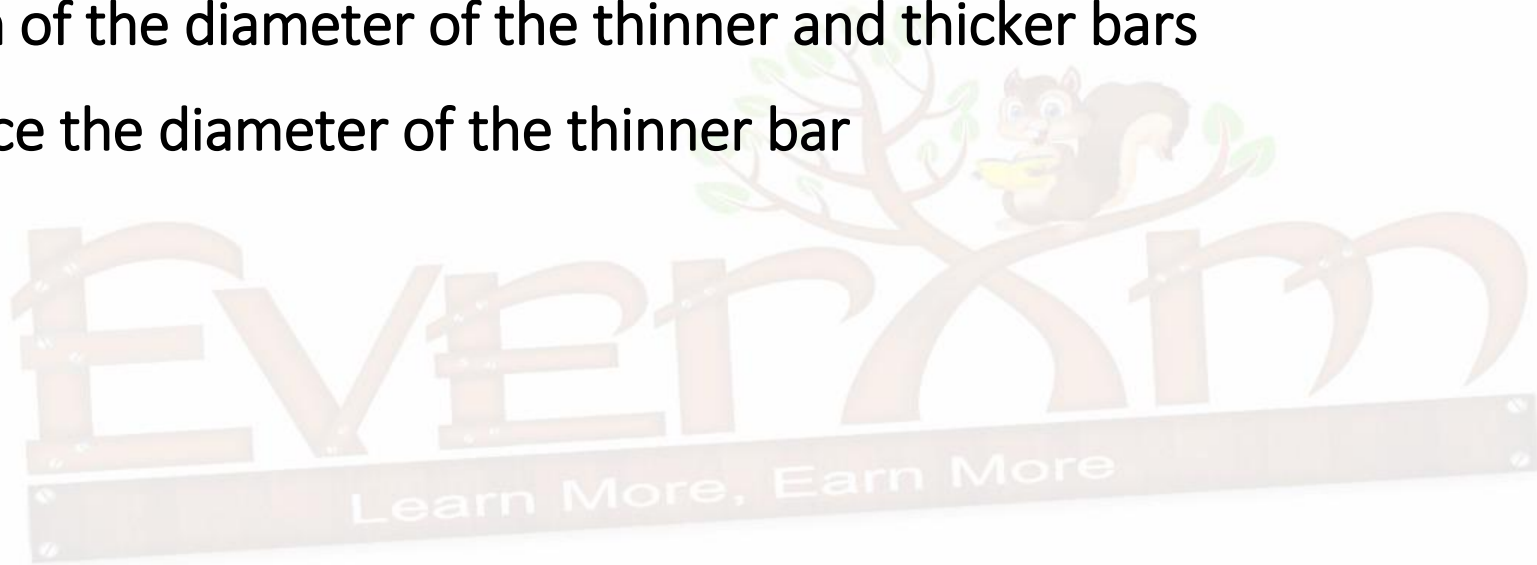 of the diameter of the thinner and thicker bars
ce the diameter of the thinner bar
Everxm
Learn More, Earn More